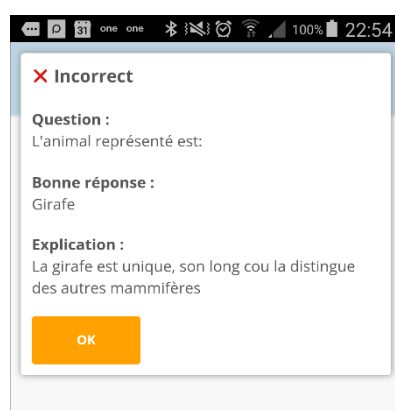 31 one one 100% 22:54
Incorrect
Question :
L'animal représenté est:
Bonne réponse :
Girafe
Explication :
La girafe est unique, son long cou la distingue
des autres mammifères
OK